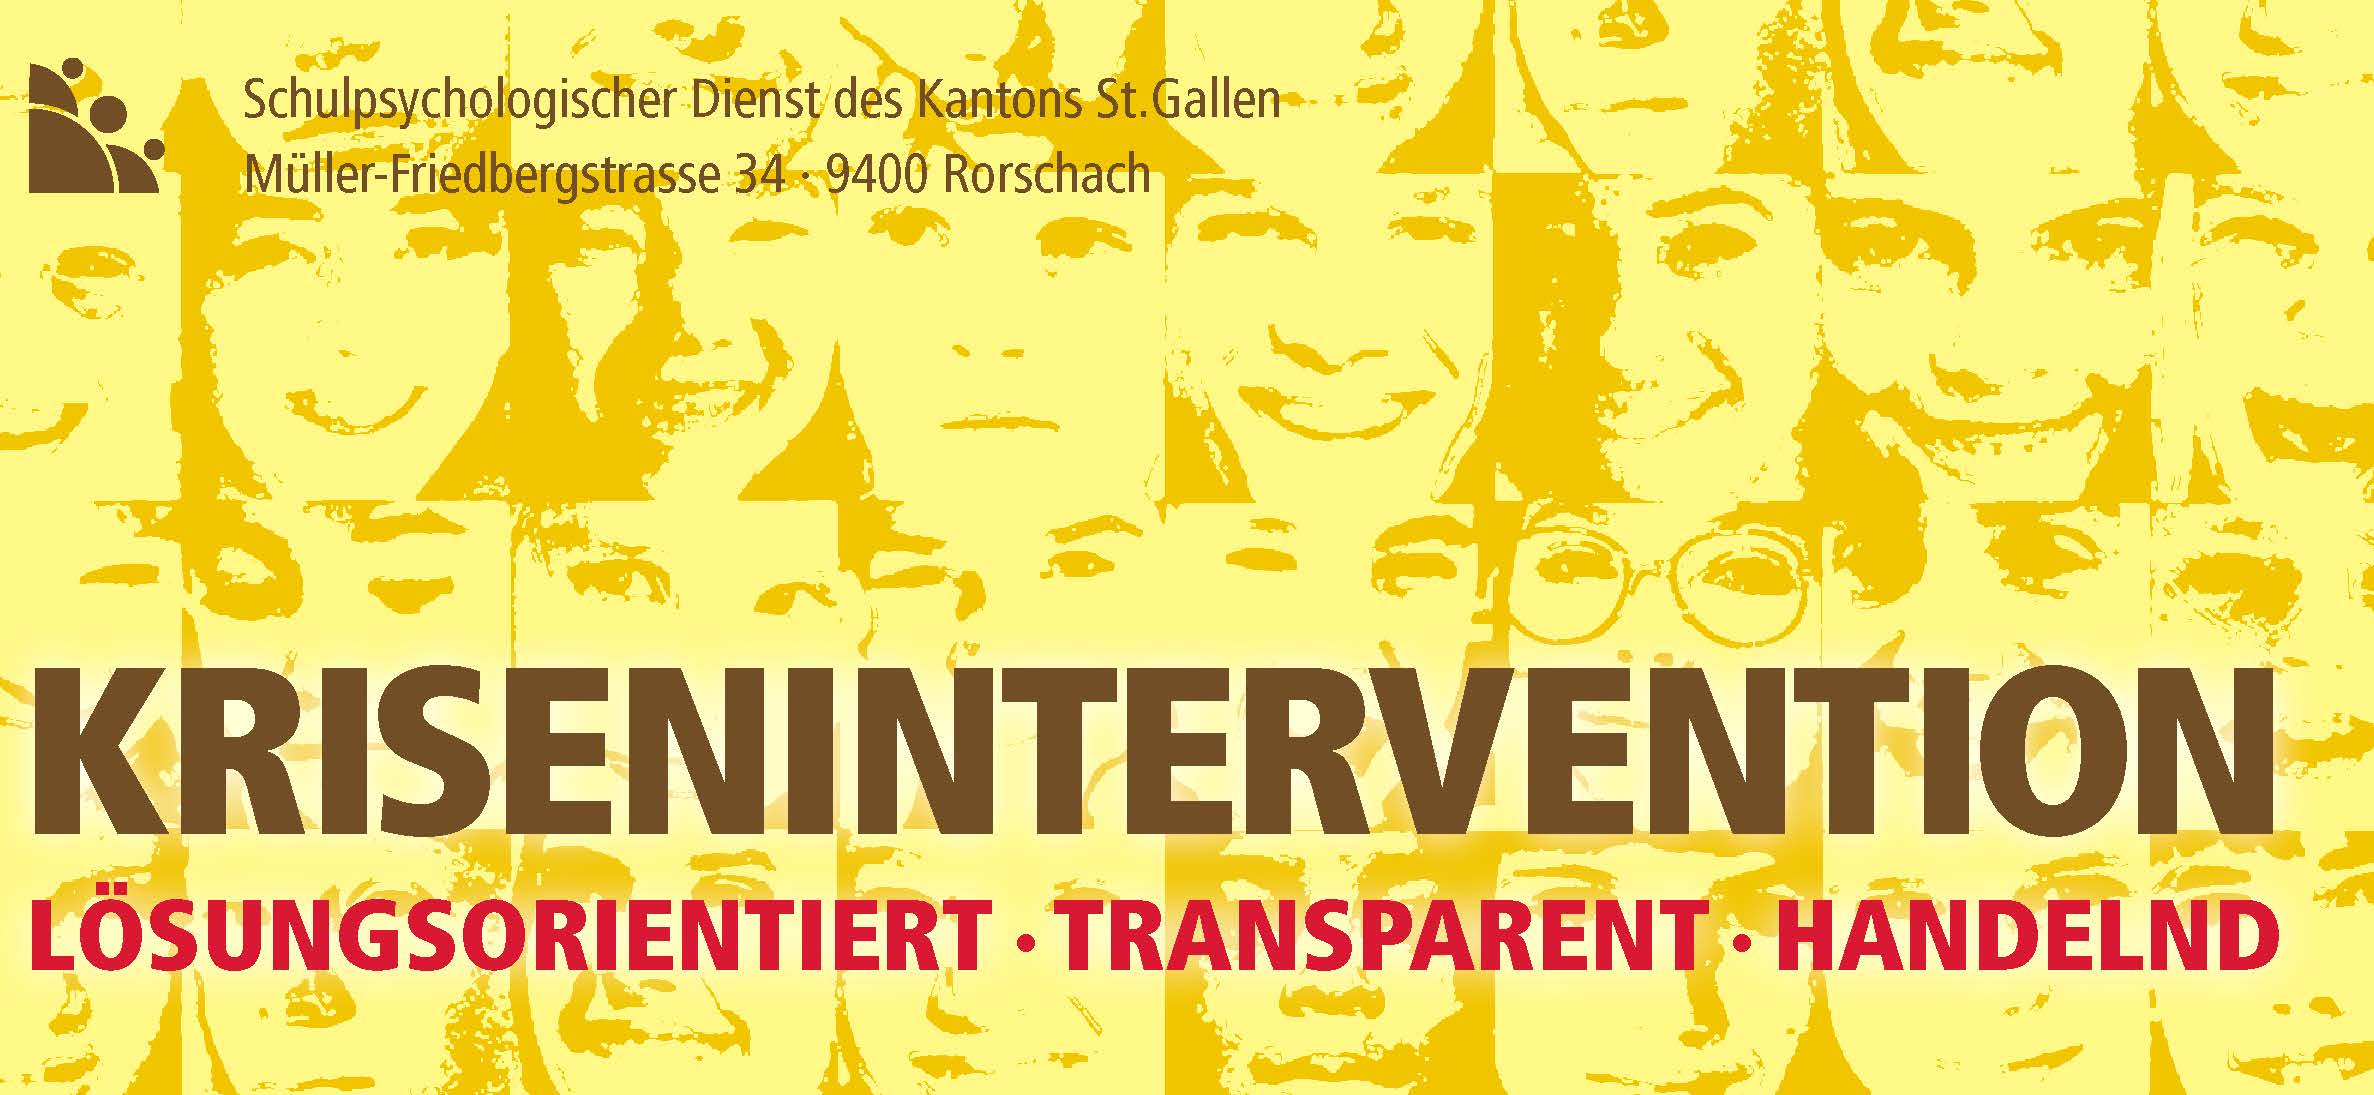 Schulpsychologischer Dienst des Kantons St.Gallen
Müller-Friedbergstrasse 34 · 9400 Rorschach
KRISENINTERVENTION
LÖSUNGSORIENTIERT · TRANSPARENT · HANDELND